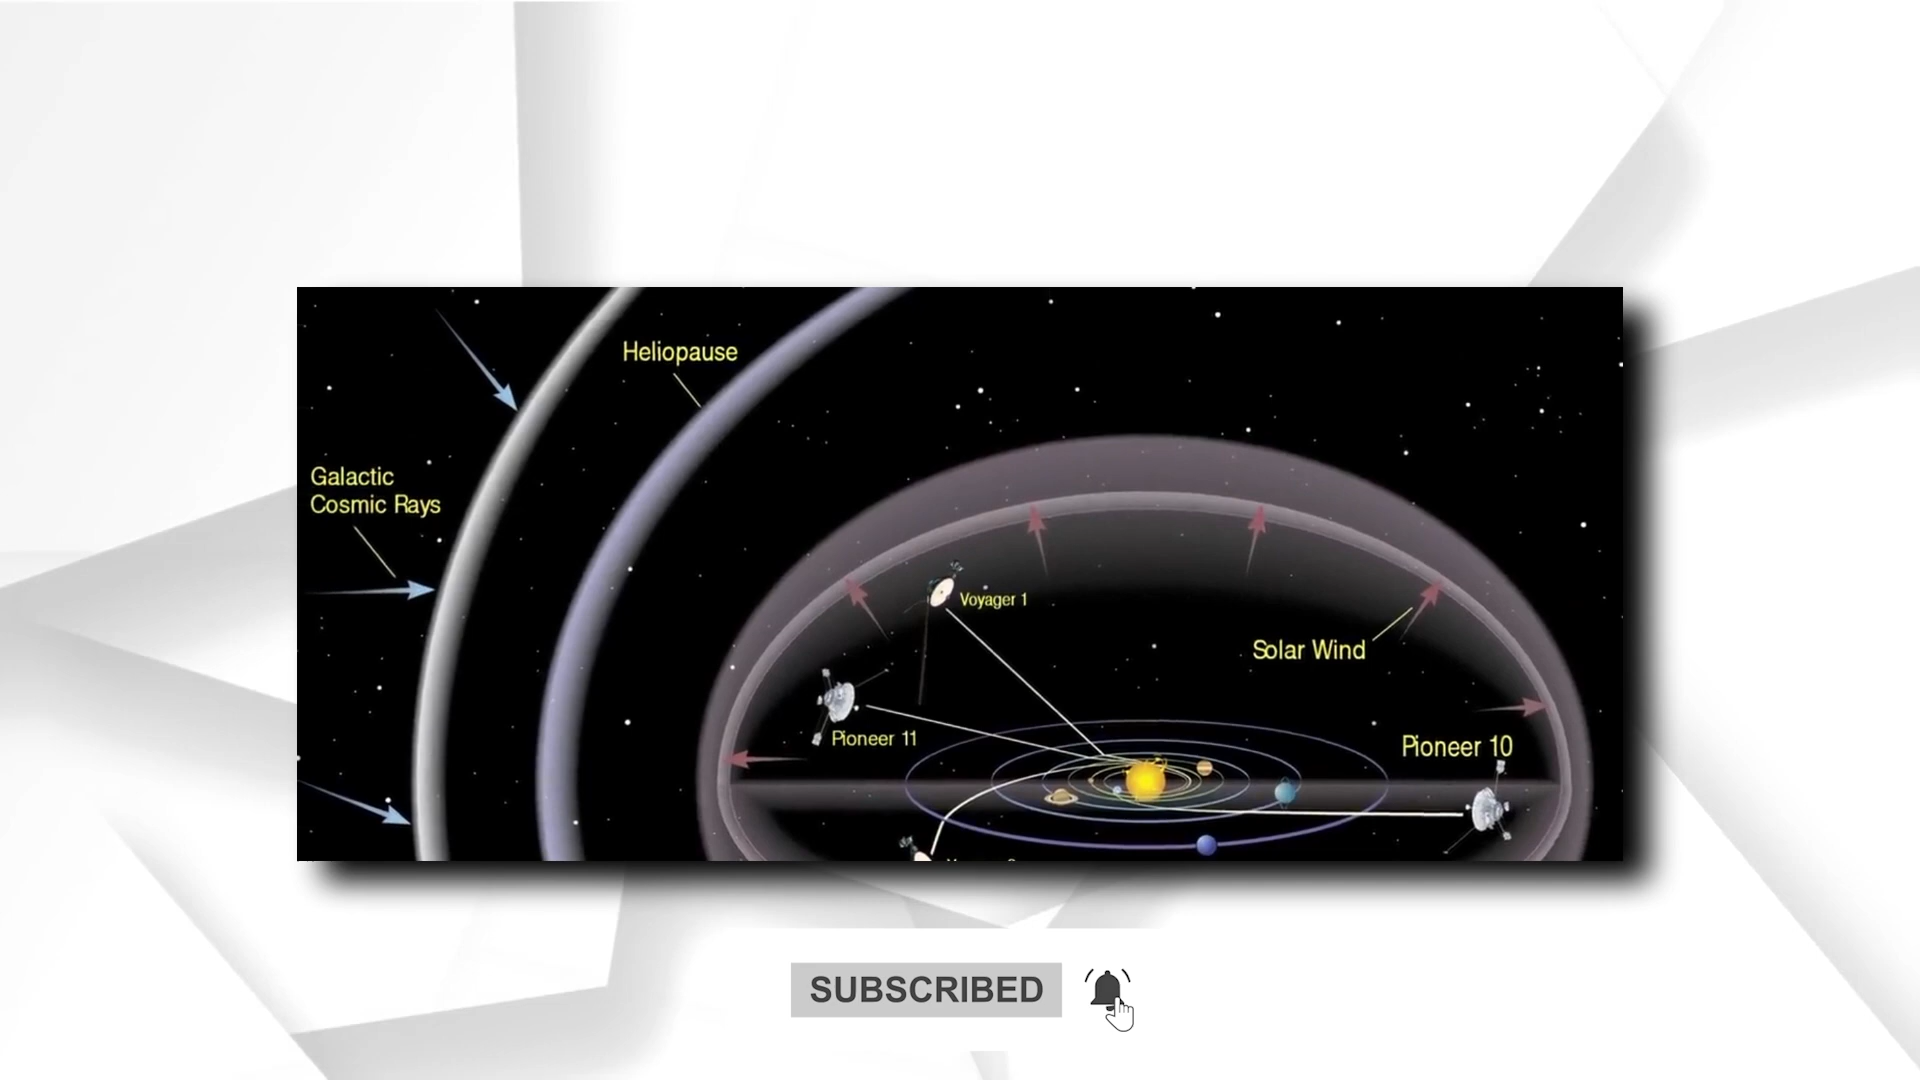 Heliopause
Galactic
Cosmic Rays
Voyager 1
Solar Wind
Pioneer 11
Pioneer 10
SUBSCRIBED